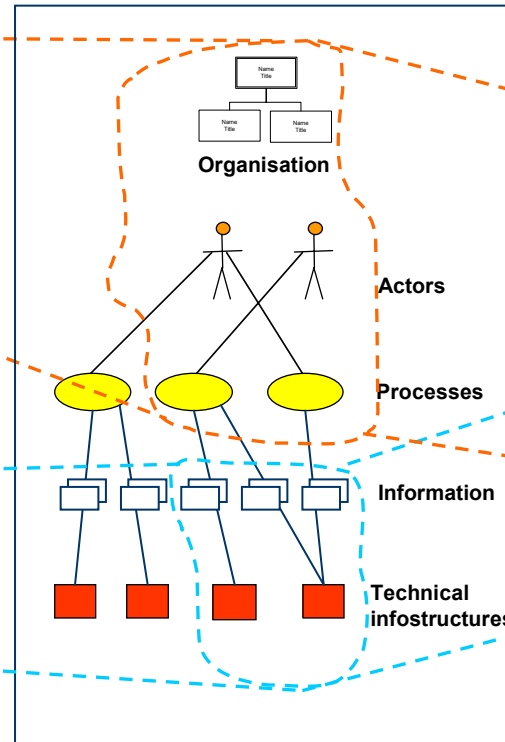 Name
Title
Name
Title
Name
Title
Organisation
Actors
Processes
Information
Technical
infostructures